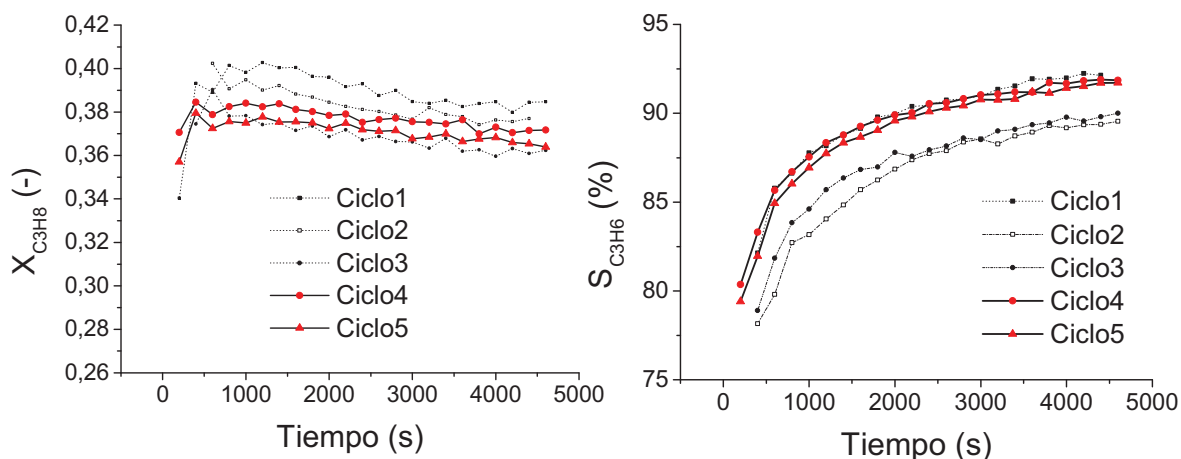 0,42
0,40
0,38
0,36
0,34
0,32
0,30
0,28
0,26
X_C3H8 (-)
Ciclo1
Ciclo2
Ciclo3
Ciclo4
Ciclo5
0 1000 2000 3000 4000 5000
Tiempo (s)
95
90
85
80
75
S_C3H6 (%)
Ciclo1
Ciclo2
Ciclo3
Ciclo4
Ciclo5
0 1000 2000 3000 4000 5000
Tiempo (s)